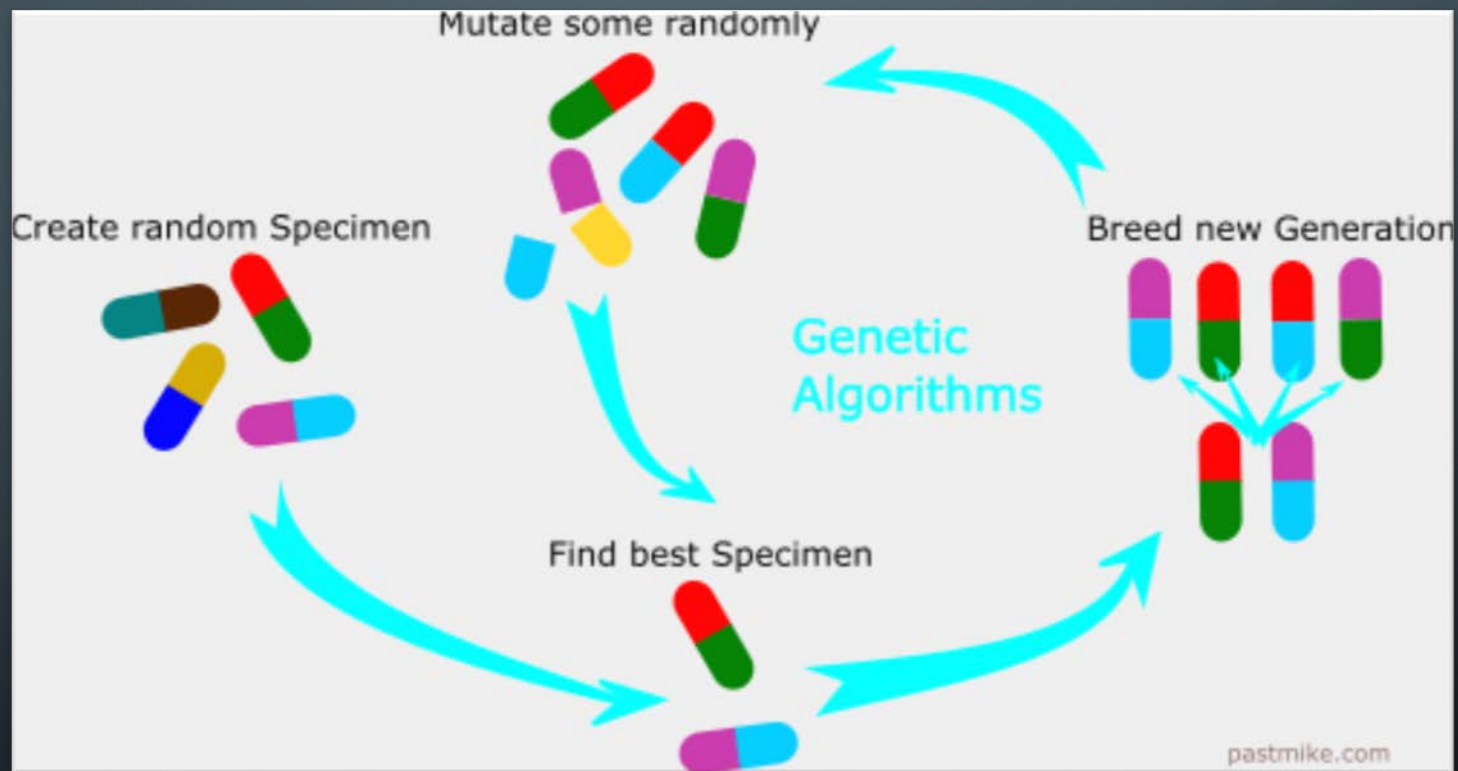 Mutate some randomly
Create random Specimen
Breed new Generation
Genetic
Algorithms
Find best Specimen
pastmike.com